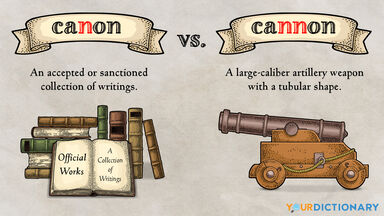 canon
vs.
cannon
An accepted or sanctioned
collection of writings.
A large-caliber artillery weapon
with a tubular shape.
Official
Works
A
Collection
of
Writings
YOURDICTIONARY